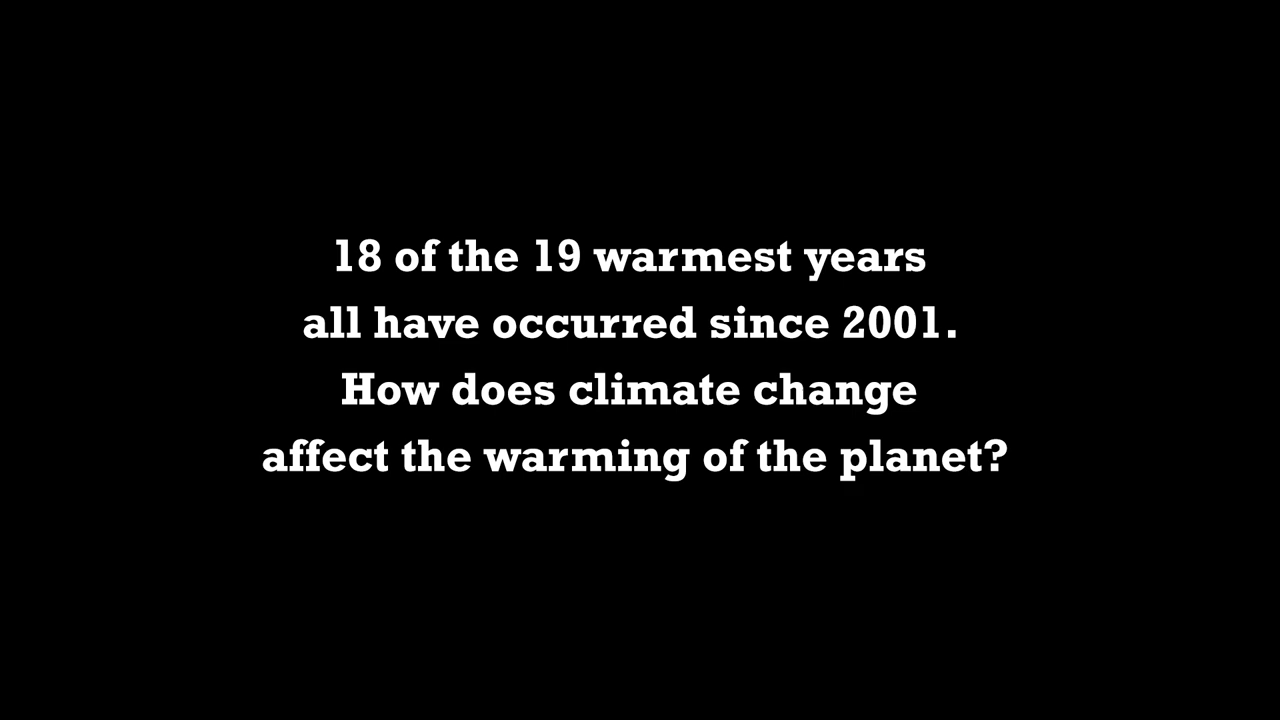 18 of the 19 warmest years
all have occurred since 2001.
How does climate change
affect the warming of the planet?